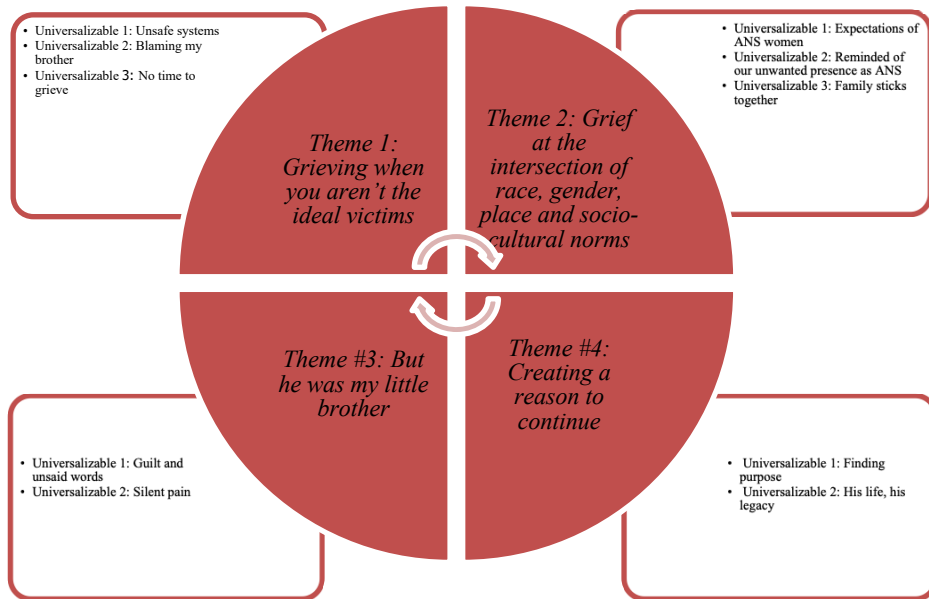 • Universalizable 1: Unsafe systems
• Universalizable 2: Blaming my
brother
• Universalizable 3: No time to
grieve
• Universalizable 1: Expectations of
ANS women
• Universalizable 2: Reminded of
our unwanted presence as ANS
• Universalizable 3: Family sticks
together
Theme 1:
Grieving when
you aren’t the
ideal victims
Theme 2: Grief
at the
intersection of
race, gender,
place and socio-
cultural norms
Theme #3: But
he was my little
brother
Theme #4:
Creating a
reason to
continue
• Universalizable 1: Guilt and
unsaid words
• Universalizable 2: Silent pain
• Universalizable 1: Finding
purpose
• Universalizable 2: His life, his
legacy